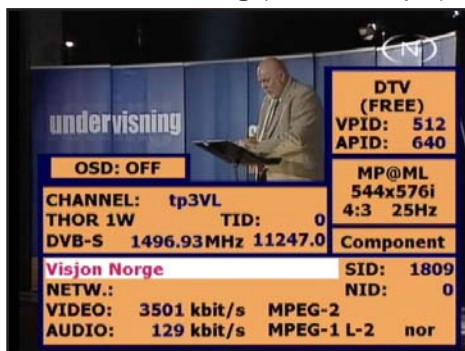 N
DTV
(FREE)
VPID: 512
APID: 640
undervisning
OSD: OFF
MP@ML
544x576i
4:3 25Hz
CHANNEL: tp3VL
THOR 1W TID: 0
DVB-S 1496.93MHz 11247.0
Component
Visjon Norge
SID: 1809
NETW.:
NID: 0
VIDEO: 3501 kbit/s MPEG-2
AUDIO: 129 kbit/s MPEG-1 L-2 nor